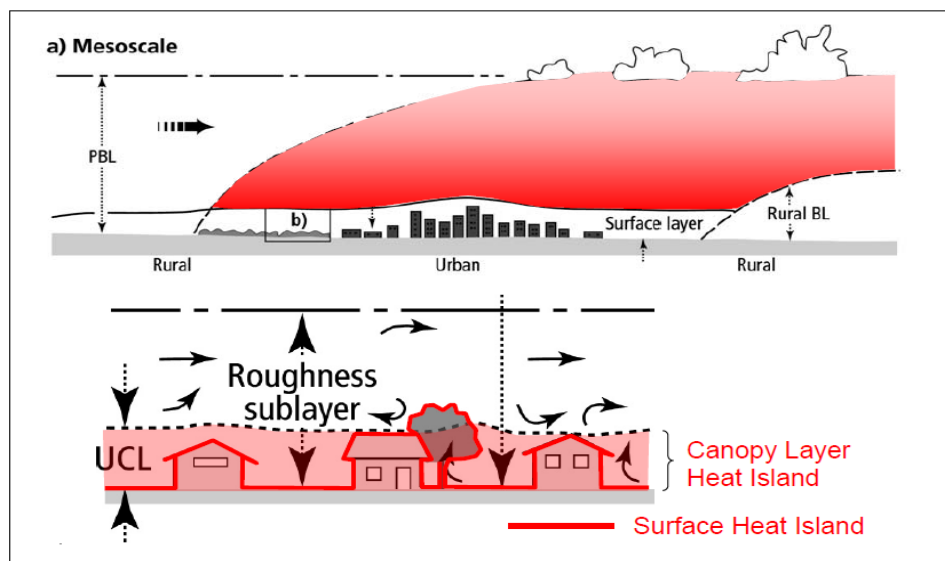 a) Mesoscale
PBL
b)
Surface layer
Rural BL
Rural
Urban
Rural
Roughness
sublayer
UCL
Canopy Layer
Heat Island
Surface Heat Island